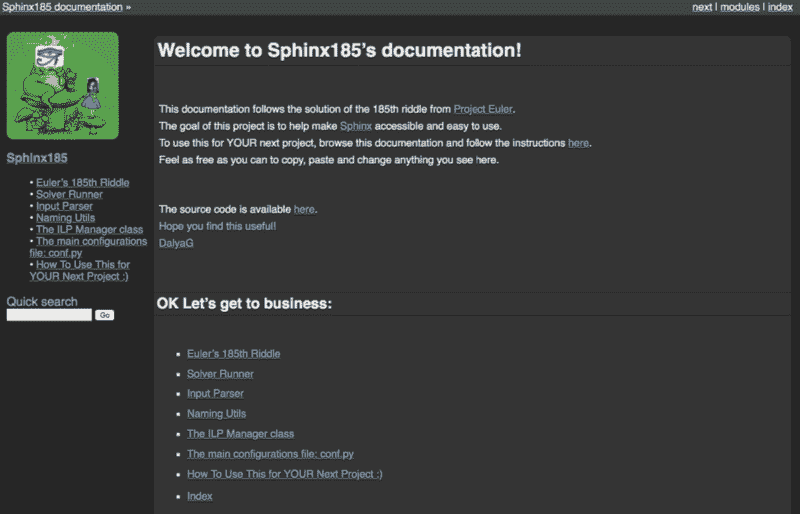 Sphinx185 documentation »
next | modules | index
Sphinx185
• Euler's 185th Riddle
• Solver Runner
• Input Parser
• Naming Utils
• The ILP Manager class
• The main configurations
file: conf.py
• How To Use This for
YOUR Next Project :)
Quick search
Go
Welcome to Sphinx185's documentation!
This documentation follows the solution of the 185th riddle from Project Euler.
The goal of this project is to help make Sphinx accessible and easy to use.
To use this for YOUR next project, browse this documentation and follow the instructions here.
Feel as free as you can to copy, paste and change anything you see here.
The source code is available here.
Hope you find this useful!
DalyaG
OK Let's get to business:
▪ Euler's 185th Riddle
▪ Solver Runner
▪ Input Parser
▪ Naming Utils
▪ The ILP Manager class
▪ The main configurations file: conf.py
▪ How To Use This for YOUR Next Project :)
▪ Index